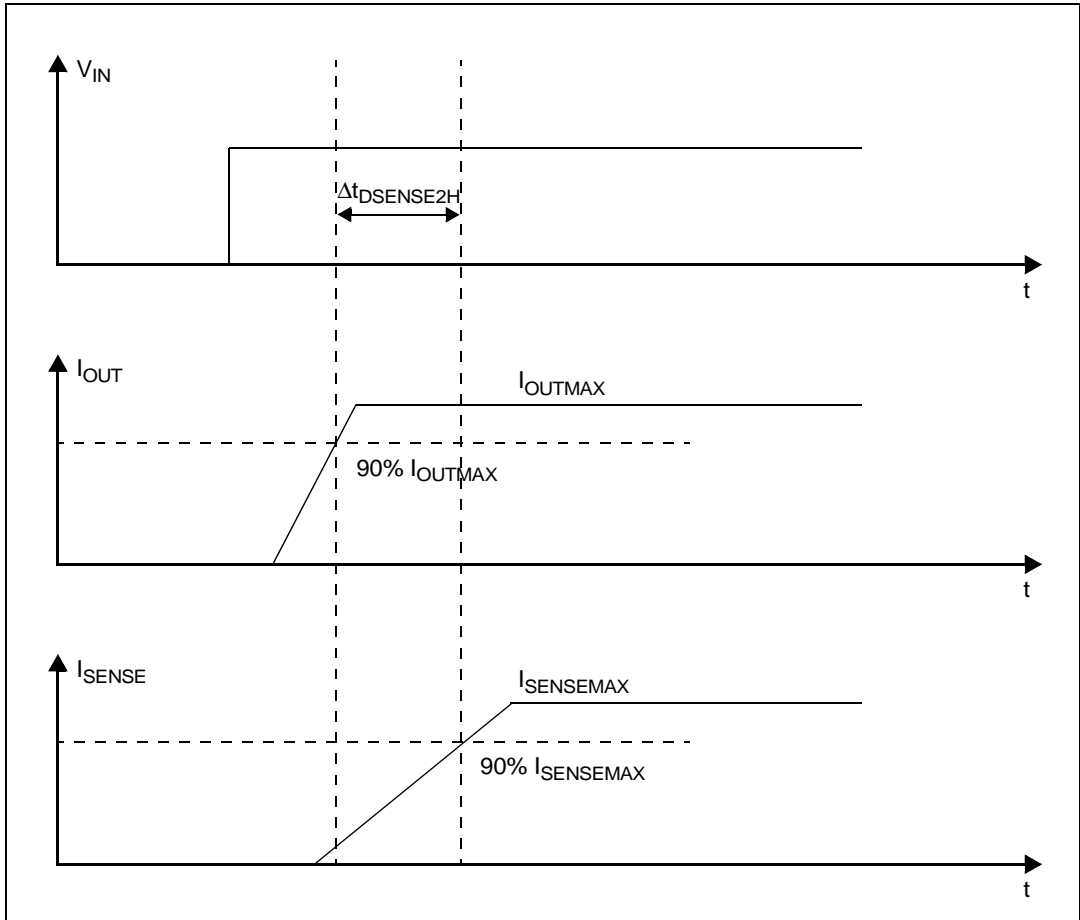 V_IN
Δt_DSENSE2H
t
I_OUT
I_OUTMAX
90% I_OUTMAX
t
I_SENSE
I_SENSEMAX
90% I_SENSEMAX
t